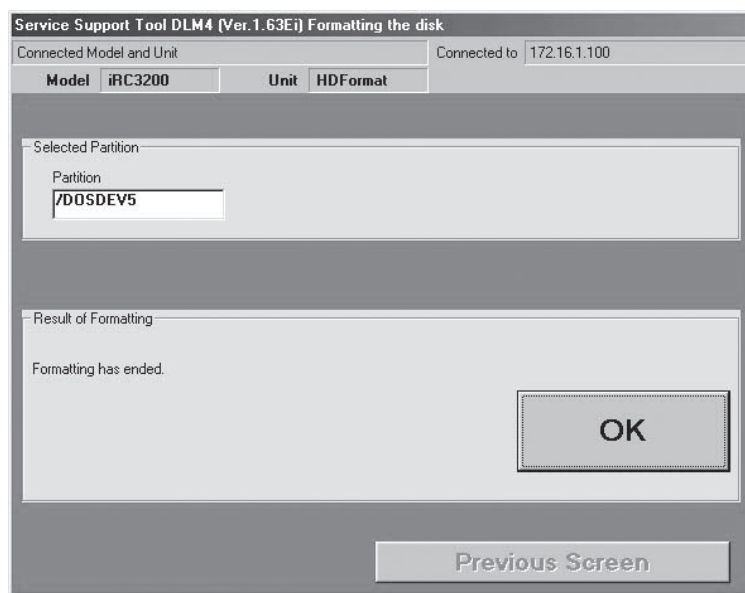 Service Support Tool DLM4 (Ver.1.63Ei) Formatting the disk
Connected Model and Unit
Connected to 172.16.1.100
Model iRC3200 Unit HDFormat
Selected Partition
Partition
/DOSDEV5
Result of Formatting
Formatting has ended.
OK
Previous Screen